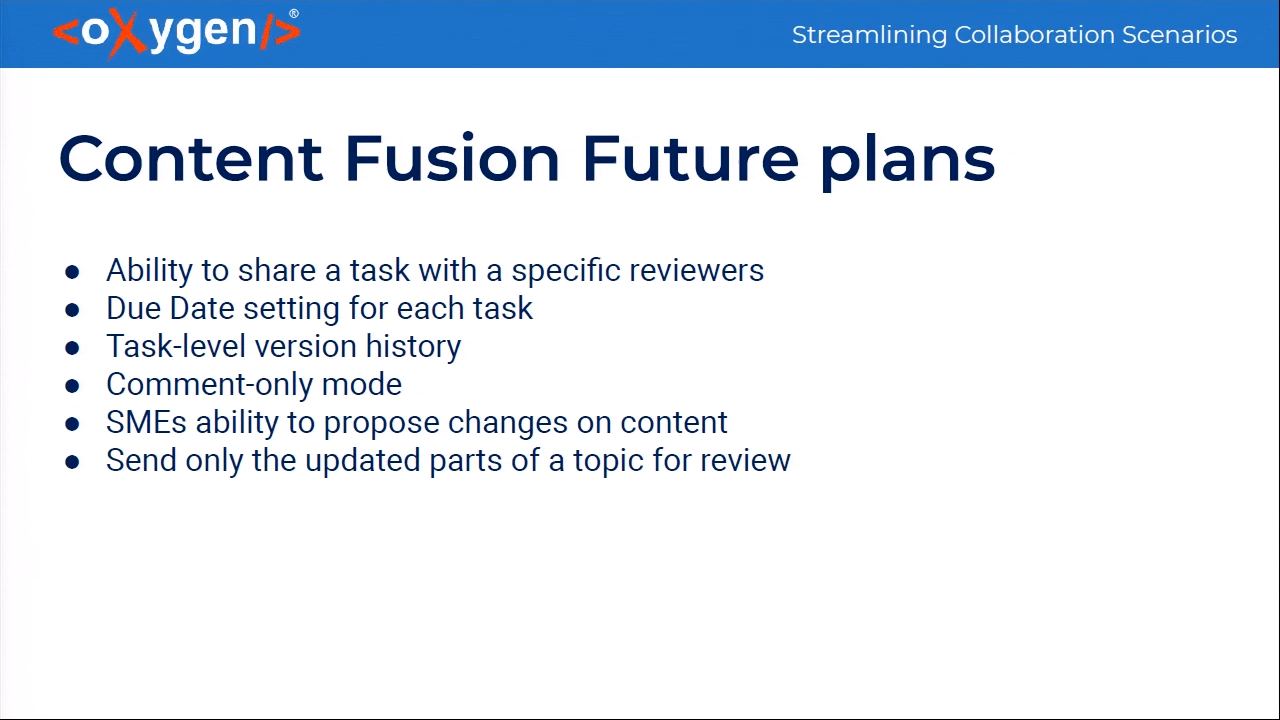 <oXygen/>®
Streamlining Collaboration Scenarios
Content Fusion Future plans
● Ability to share a task with a specific reviewers
● Due Date setting for each task
● Task-level version history
● Comment-only mode
● SMEs ability to propose changes on content
● Send only the updated parts of a topic for review